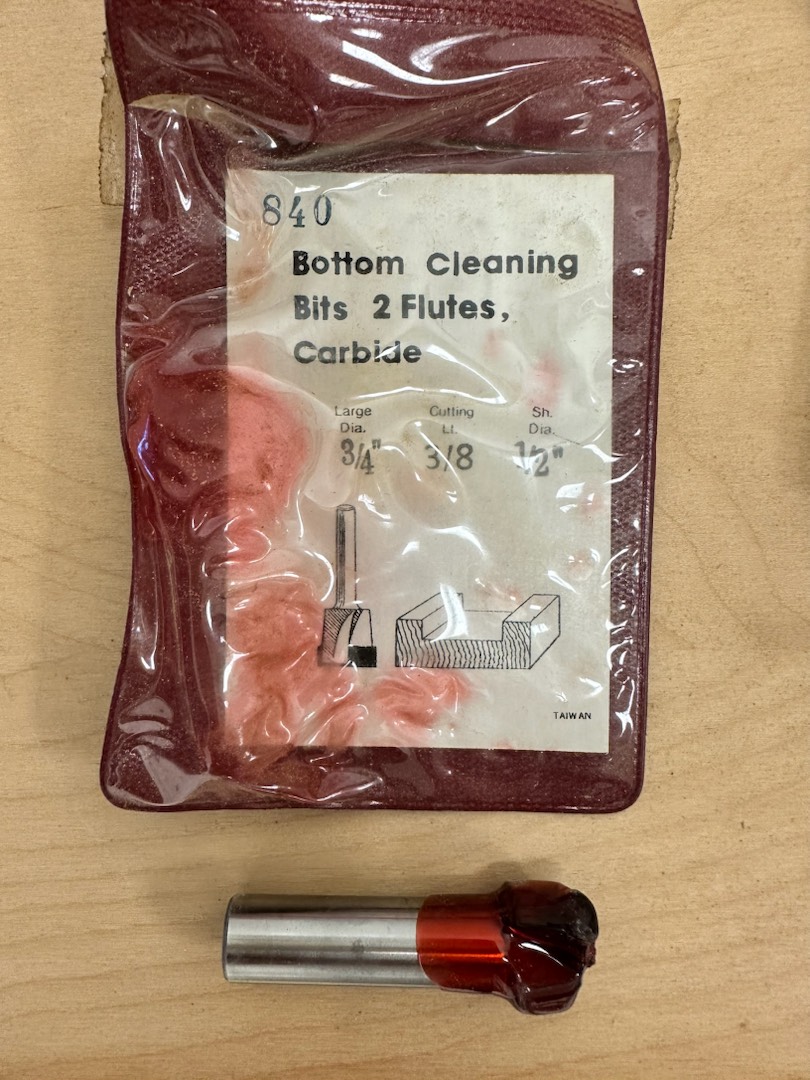 840
Bottom Cleaning
Bits 2 Flutes,
Carbide
Large Cutting Sh.
Dia. Lt. Dia.
3/4" 3/8 1/2"
TAIWAN